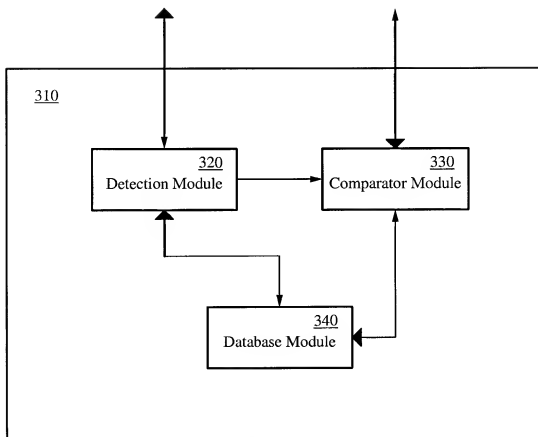 310
320
Detection Module
330
Comparator Module
340
Database Module